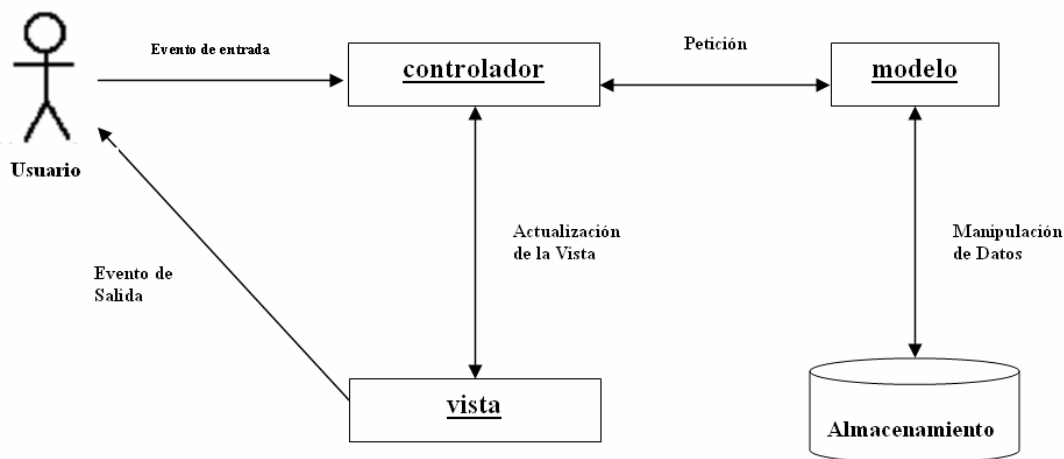 Evento de entrada
Petición
controlador
modelo
Usuario
Actualización
de la Vista
Manipulación
de Datos
Evento de
Salida
vista
Almacenamiento